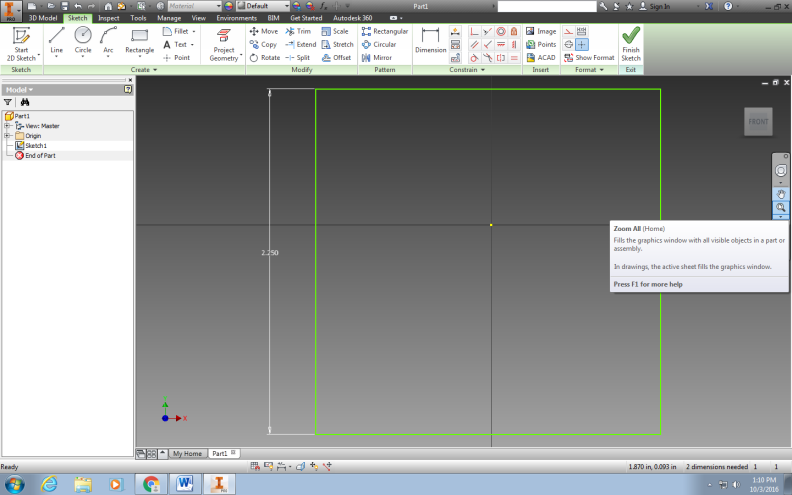 Material
Default
Part1
Sign In
PRO
3D Model Sketch Inspect Tools Manage View Environments BIM Get Started Autodesk 360
Start
2D Sketch
Line
Circle
Arc
Rectangle
Fillet
Text
Point
Project
Geometry
Move
Copy
Rotate
Trim
Extend
Split
Scale
Stretch
Offset
Rectangular
Circular
Mirror
Dimension
Image
Points
ACAD
Show Format
Finish
Sketch
Sketch Create Modify Pattern Constrain Insert Format Exit
Model
Part1
View: Master
Origin
Sketch1
End of Part
FRONT
2.250
Zoom All (Home)
Fills the graphics window with all visible objects in a part or
assembly.
In drawings, the active sheet fills the graphics window.
Press F1 for more help
X
My Home Part1
Ready
1.870 in, 0.093 in 2 dimensions needed 1 1
1:10 PM
10/3/2016